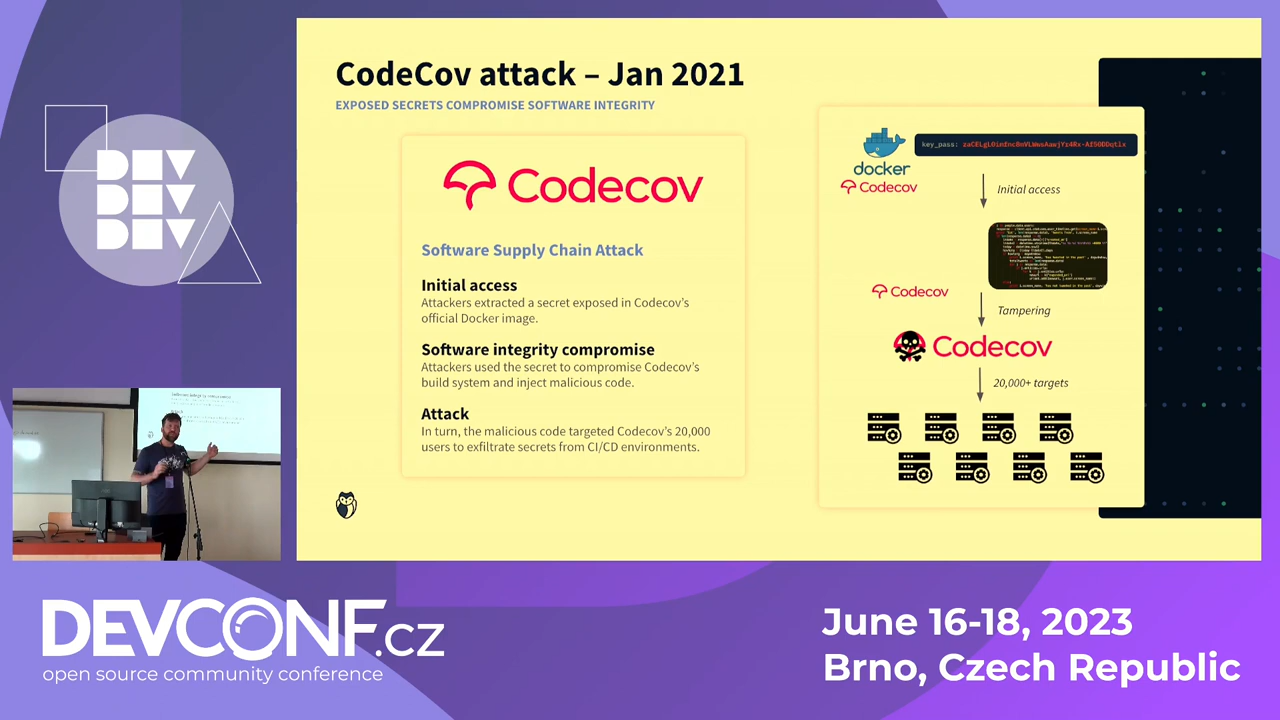 CodeCov attack – Jan 2021
EXPOSED SECRETS COMPROMISE SOFTWARE INTEGRITY
Codecov
Software Supply Chain Attack
Initial access
Attackers extracted a secret exposed in Codecov's
official Docker image.
Software integrity compromise
Attackers used the secret to compromise Codecov's
build system and inject malicious code.
Attack
In turn, the malicious code targeted Codecov's 20,000
users to exfiltrate secrets from CI/CD environments.
docker
Codecov
key_pass:
Initial access
Codecov
Tampering
Codecov
20,000+ targets
DEV
DEV
DEV
DEVCONF.cz
open source community conference
June 16-18, 2023
Brno, Czech Republic